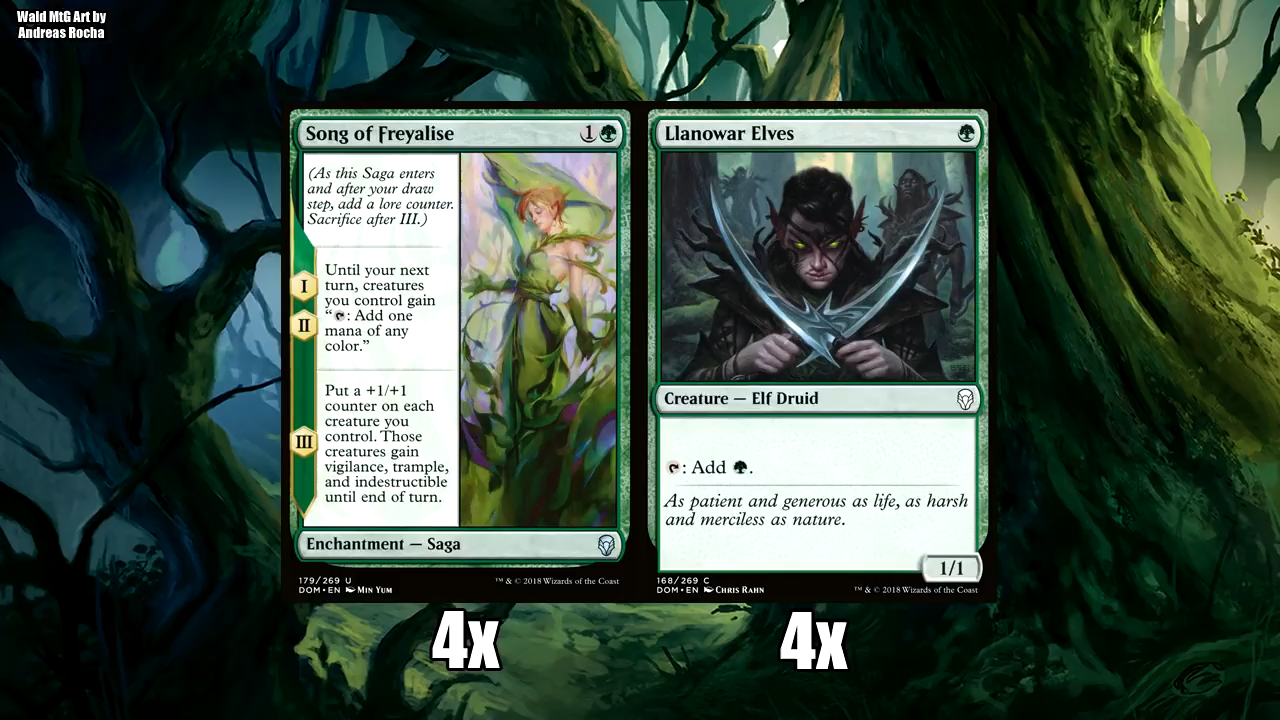 Wald MtG Art by
Andreas Rocha
Song of Freyalise
1
(As this Saga enters
and after your draw
step, add a lore counter.
Sacrifice after III.)
I
II
Until your next
turn, creatures
you control gain
“: Add one
mana of any
color.”
III
Put a +1/+1
counter on each
creature you
control. Those
creatures gain
vigilance, trample,
and indestructible
until end of turn.
Enchantment — Saga
179/269 U
DOM • EN Min Yum
™ & © 2018 Wizards of the Coast
4x
Llanowar Elves
Creature — Elf Druid
: Add .
As patient and generous as life, as harsh
and merciless as nature.
1/1
168/269 C
DOM • EN Chris Rahn
™ & © 2018 Wizards of the Coast
4x